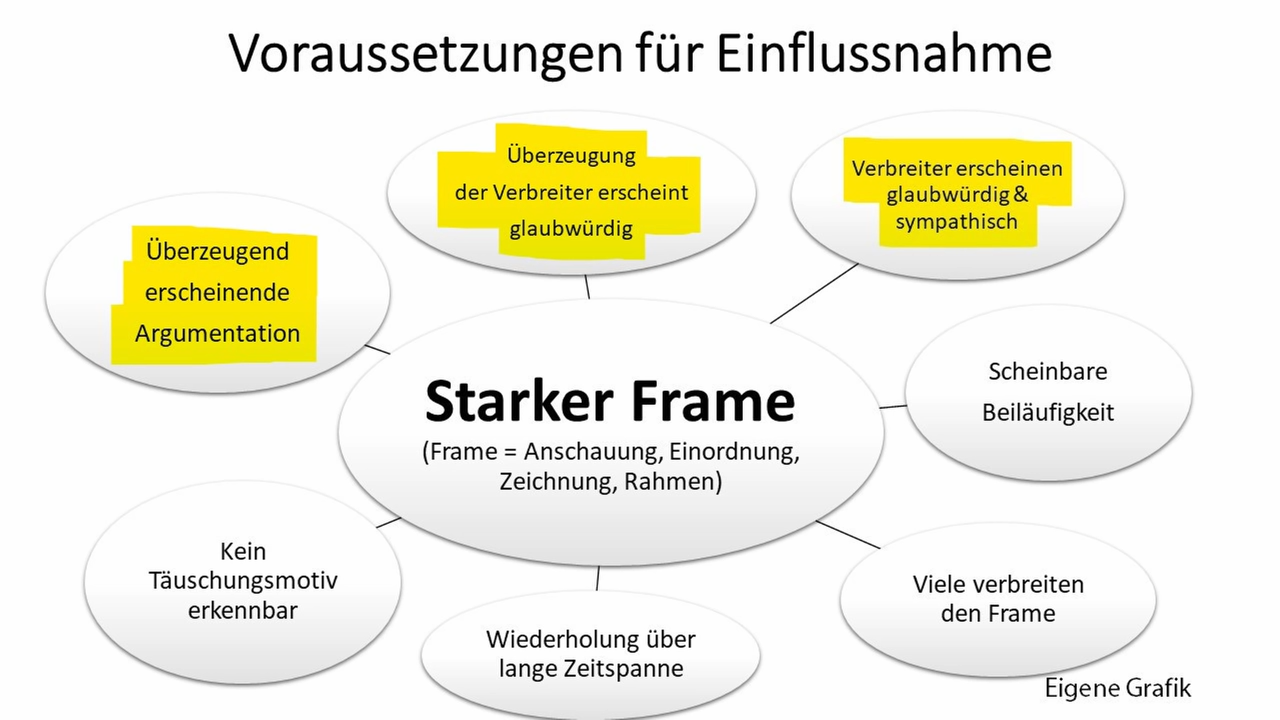 Voraussetzungen für Einflussnahme
Überzeugend
erscheinende
Argumentation
Überzeugung
der Verbreiter erscheint
glaubwürdig
Verbreiter erscheinen
glaubwürdig &
sympathisch
Starker Frame
(Frame = Anschauung, Einordnung,
Zeichnung, Rahmen)
Scheinbare
Beiläufigkeit
Kein
Täuschungsmotiv
erkennbar
Wiederholung über
lange Zeitspanne
Viele verbreiten
den Frame
Eigene Grafik